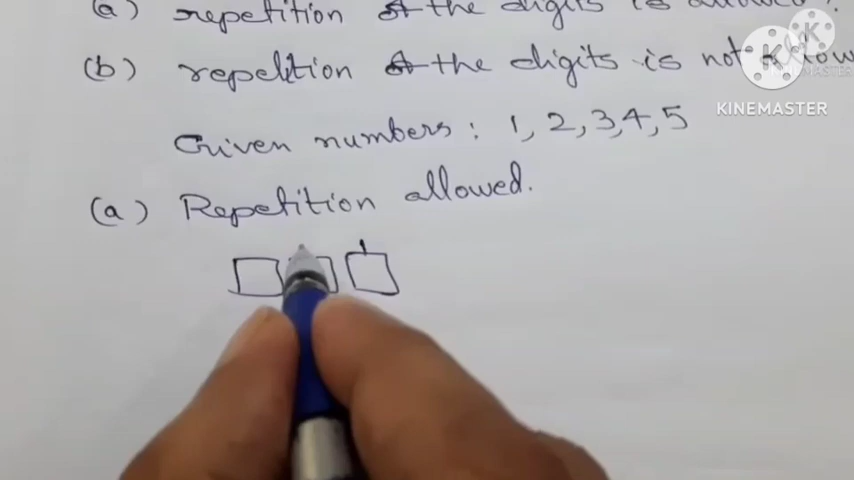 (a) repetition of the digits is allowed.
(b) repetition of the digits is not
Given numbers : 1, 2, 3, 4, 5
(a) Repetition allowed.
K
KINEMASTER
K
KINEMASTER